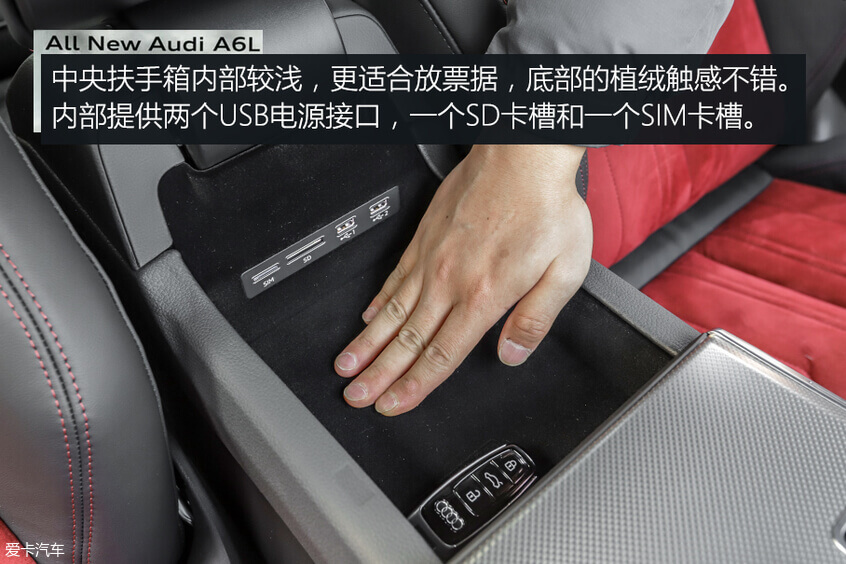 All New Audi A6L
中央扶手箱内部较浅，更适合放票据，底部的植绒触感不错。
内部提供两个USB电源接口，一个SD卡槽和一个SIM卡槽。
SIM
SD
1
2
爱卡汽车